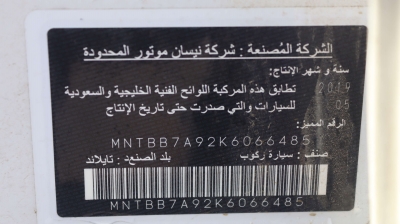 الشركة المُصنعة : شركة نيسان موتور المحدودة
سنة و شهر الإنتاج:
تطابق هذه المركبة اللوائح الفنية الخليجية والسعودية 2019
للسيارات والتي صدرت حتى تاريخ الإنتاج 05
الرقم المميز:
MNTBB7A92K6066485
صنف : سيارة ركوب بلد الصنع: تايلاند
MNTBB7A92K6066485